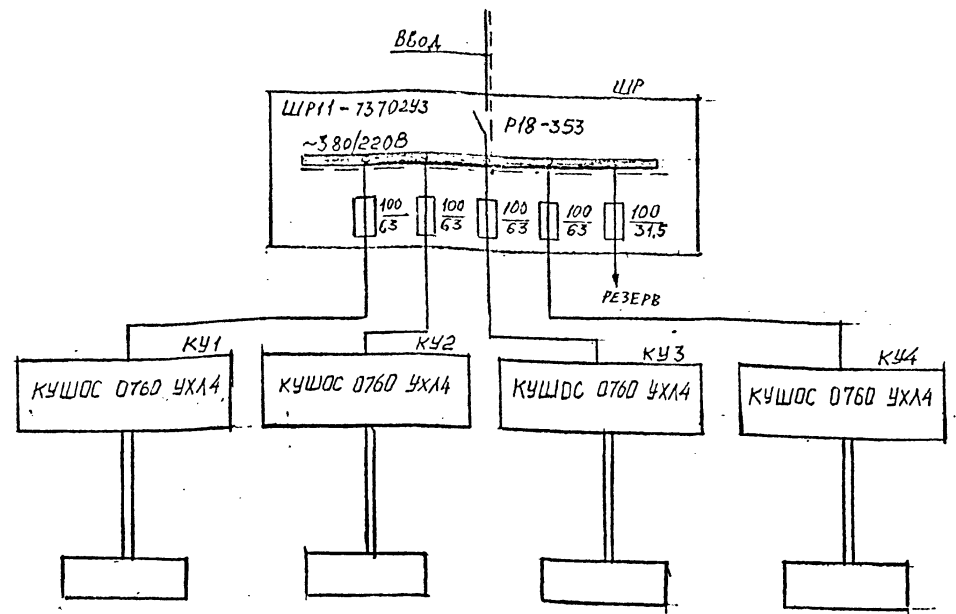 ВВОД
ШР
ШР11-73702У3
Р18-353
~380/220В
100/63
100/63
100/63
100/63
100/31,5
РЕЗЕРВ
КУ1
КУ2
КУ3
КУ4
КУШОС 0760 УХЛ4
КУШОС 0760 УХЛ4
КУШОС 0760 УХЛ4
КУШОС 0760 УХЛ4